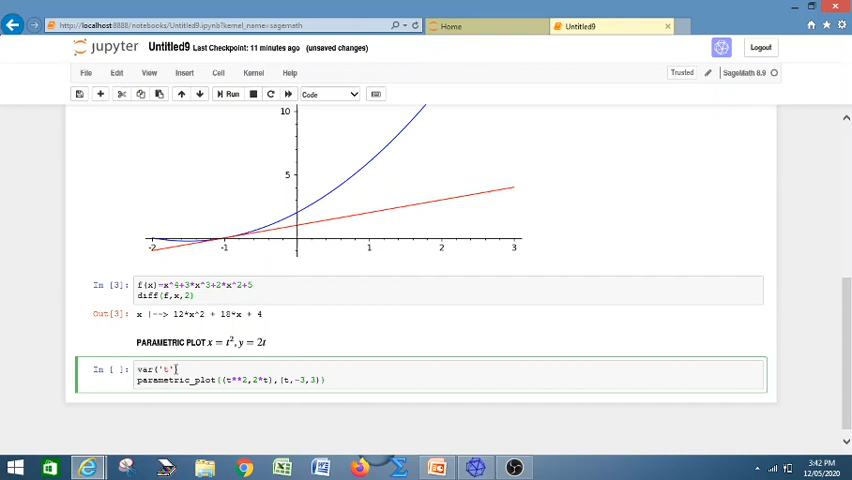 http://localhost:8888/notebooks/Untitled9.ipynb?kernel_name=sagemath
Home
Untitled9
jupyter Untitled9 Last Checkpoint: 11 minutes ago (unsaved changes)
Logout
File Edit View Insert Cell Kernel Help
Trusted
SageMath 8.9
Run
Code
10
5
-2 -1 1 2 3
In [3]: f(x)=x^4+3*x^3+2*x^2+5
diff(f,x,2)
Out[3]: x |--> 12*x^2 + 18*x + 4
PARAMETRIC PLOT x = t², y = 2t
In [ ]: var('t'
parametric_plot((t**2,2*t),(t,-3,3))
3:42 PM
12/05/2020